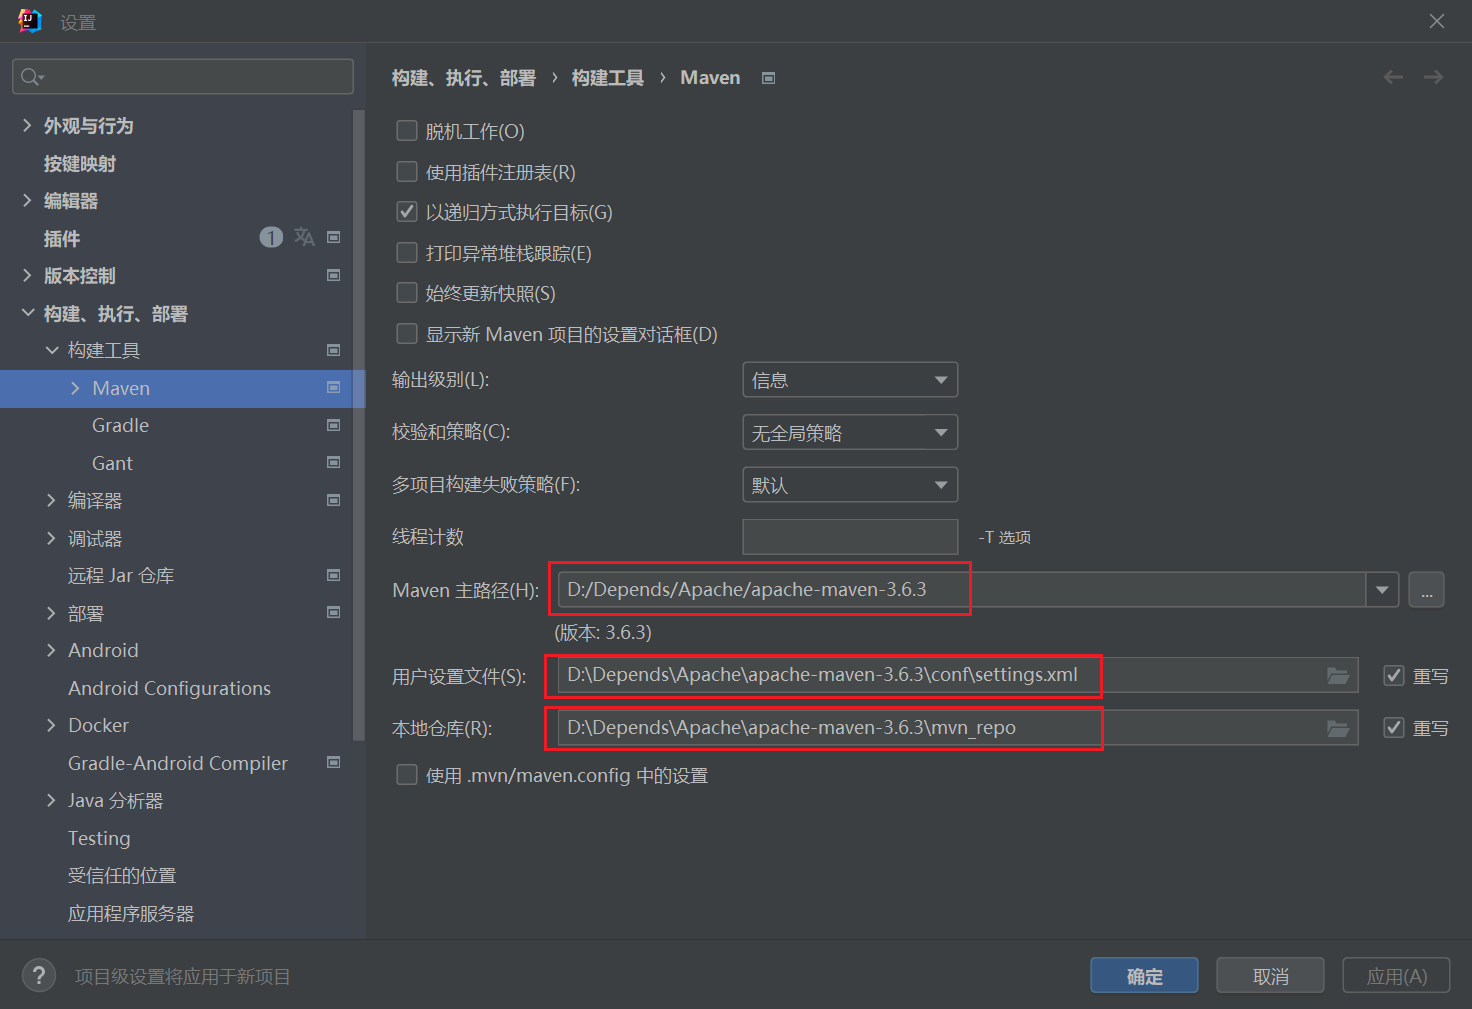 设置
外观与行为
按键映射
编辑器
插件 1
版本控制
构建、执行、部署
构建工具
Maven
Gradle
Gant
编译器
调试器
远程 Jar 仓库
部署
Android
Android Configurations
Docker
Gradle-Android Compiler
Java 分析器
Testing
受信任的位置
应用程序服务器
构建、执行、部署 › 构建工具 › Maven
脱机工作(O)
使用插件注册表(R)
以递归方式执行目标(G)
打印异常堆栈跟踪(E)
始终更新快照(S)
显示新 Maven 项目的设置对话框(D)
输出级别(L): 信息
校验和策略(C): 无全局策略
多项目构建失败策略(F): 默认
线程计数 -T 选项
Maven 主路径(H): D:/Depends/Apache/apache-maven-3.6.3 ...
(版本: 3.6.3)
用户设置文件(S): D:\Depends\Apache\apache-maven-3.6.3\conf\settings.xml 重写
本地仓库(R): D:\Depends\Apache\apache-maven-3.6.3\mvn_repo 重写
使用 .mvn/maven.config 中的设置
? 项目级设置将应用于新项目
确定 取消 应用(A)